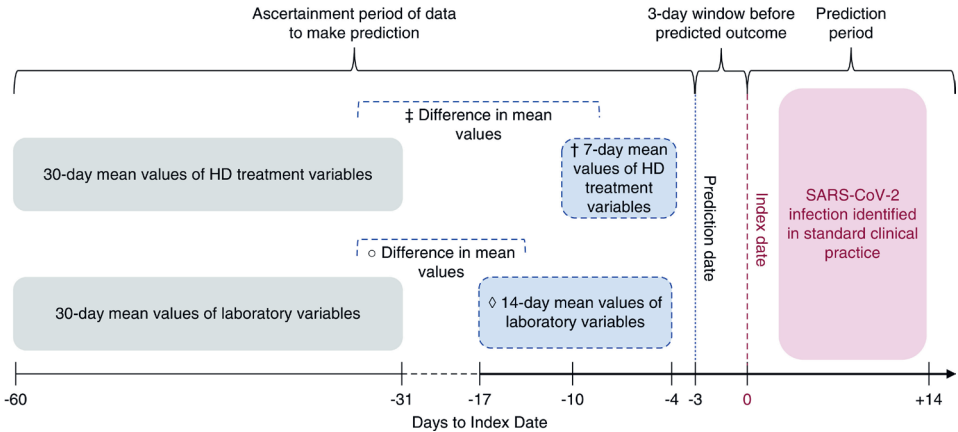 Ascertainment period of data
to make prediction
3-day window before
predicted outcome
Prediction
period
‡ Difference in mean
values
30-day mean values of HD treatment variables
† 7-day mean
values of HD
treatment
variables
Prediction date
Index date
SARS-CoV-2
infection identified
in standard clinical
practice
○ Difference in mean
values
30-day mean values of laboratory variables
◊ 14-day mean values of
laboratory variables
-60
-31
-17
-10
-4
-3
0
+14
Days to Index Date